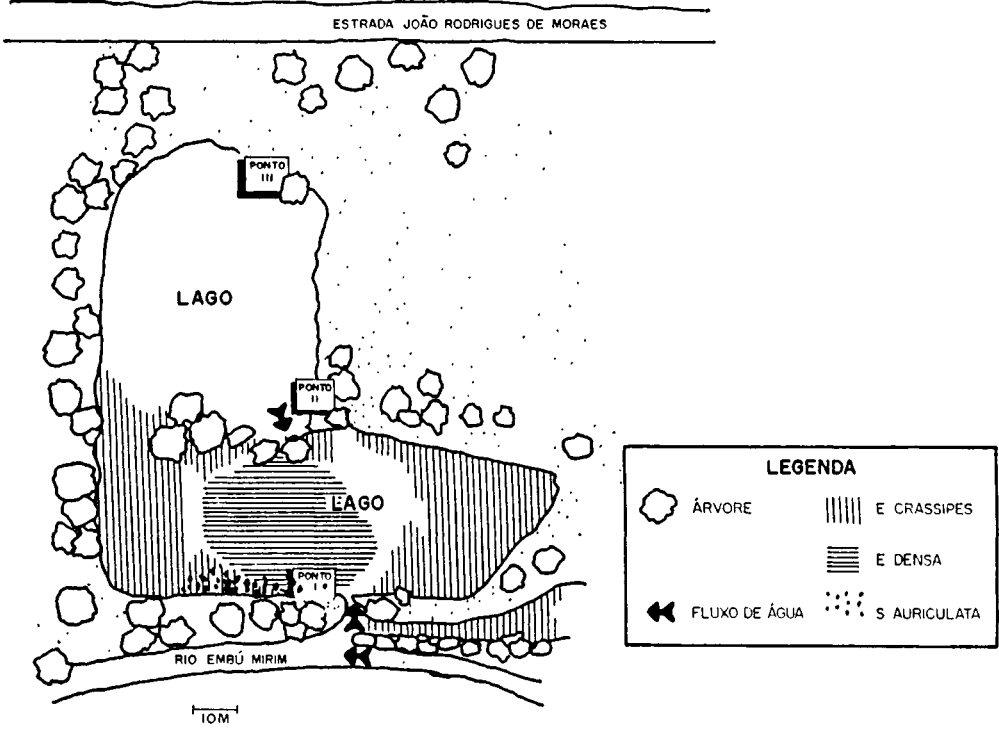 ESTRADA JOÃO RODRIGUES DE MORAES
PONTO
III
LAGO
PONTO
II
LAGO
PONTO
I
RIO EMBÚ MIRIM
10M
LEGENDA
ÁRVORE
E CRASSIPES
E DENSA
FLUXO DE ÁGUA
S AURICULATA